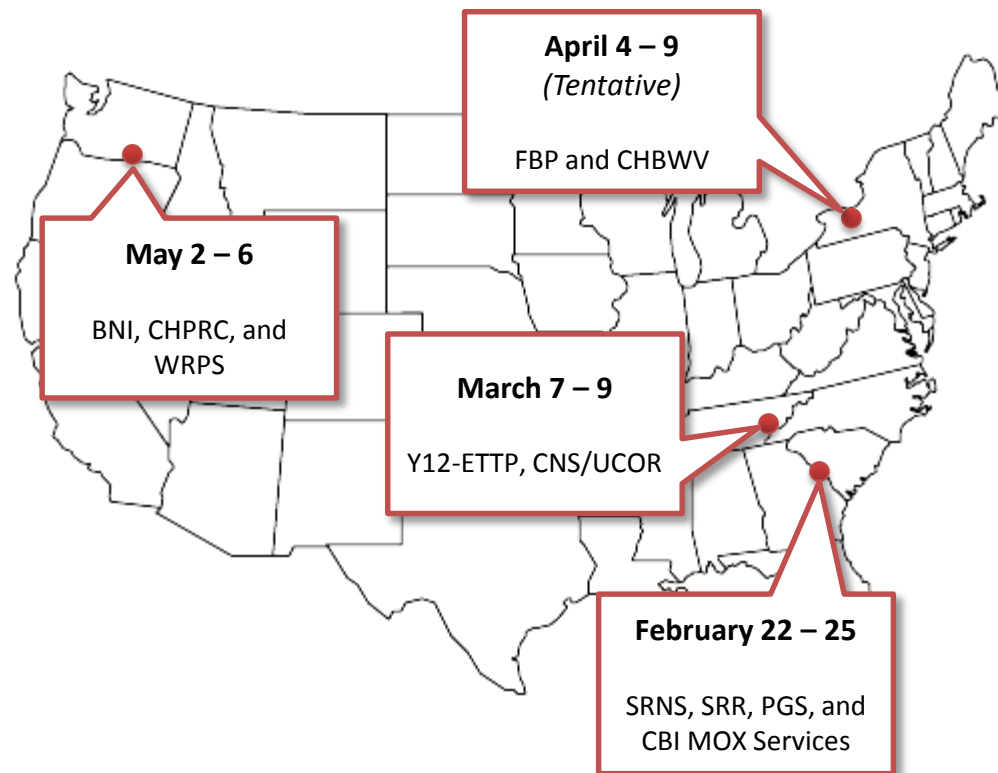 April 4 – 9
(Tentative)
FBP and CHBWV
May 2 – 6
BNI, CHPRC, and
WRPS
March 7 – 9
Y12-ETTP, CNS/UCOR
February 22 – 25
SRNS, SRR, PGS, and
CBI MOX Services